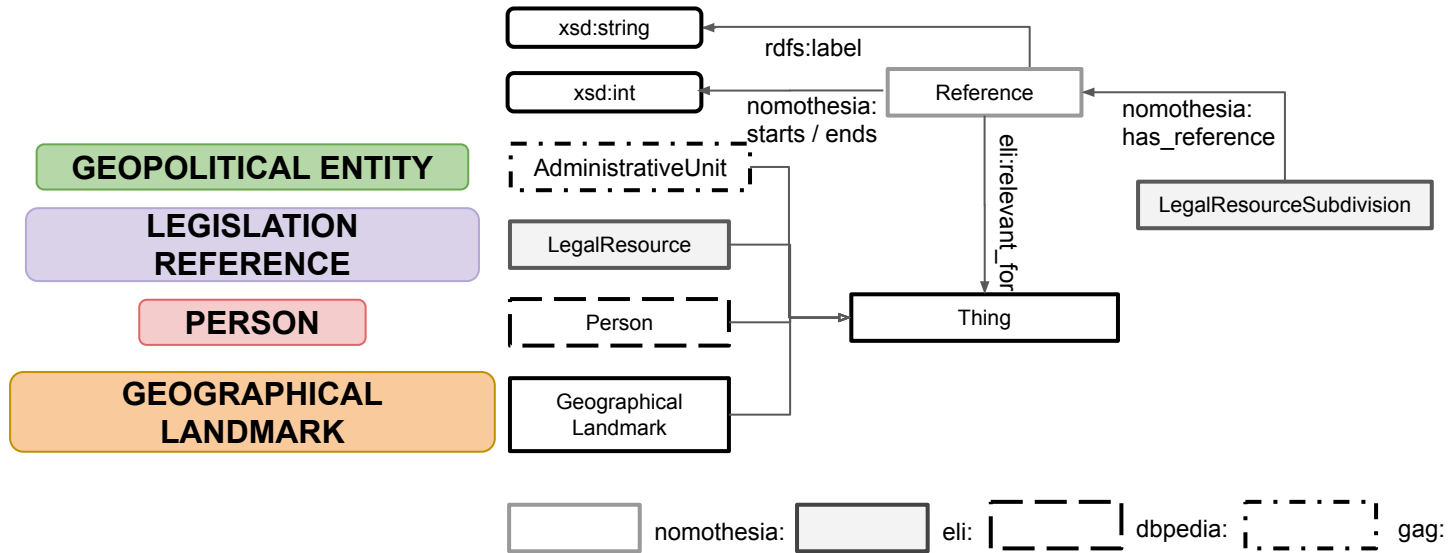 xsd:string
rdfs:label
xsd:int
Reference
nomothesia:
starts / ends
nomothesia:
has_reference
eli:relevant_for
GEOPOLITICAL ENTITY
AdministrativeUnit
LegalResourceSubdivision
LEGISLATION
REFERENCE
LegalResource
PERSON
Person
Thing
GEOGRAPHICAL
LANDMARK
Geographical
Landmark
nomothesia:
eli:
dbpedia:
gag: